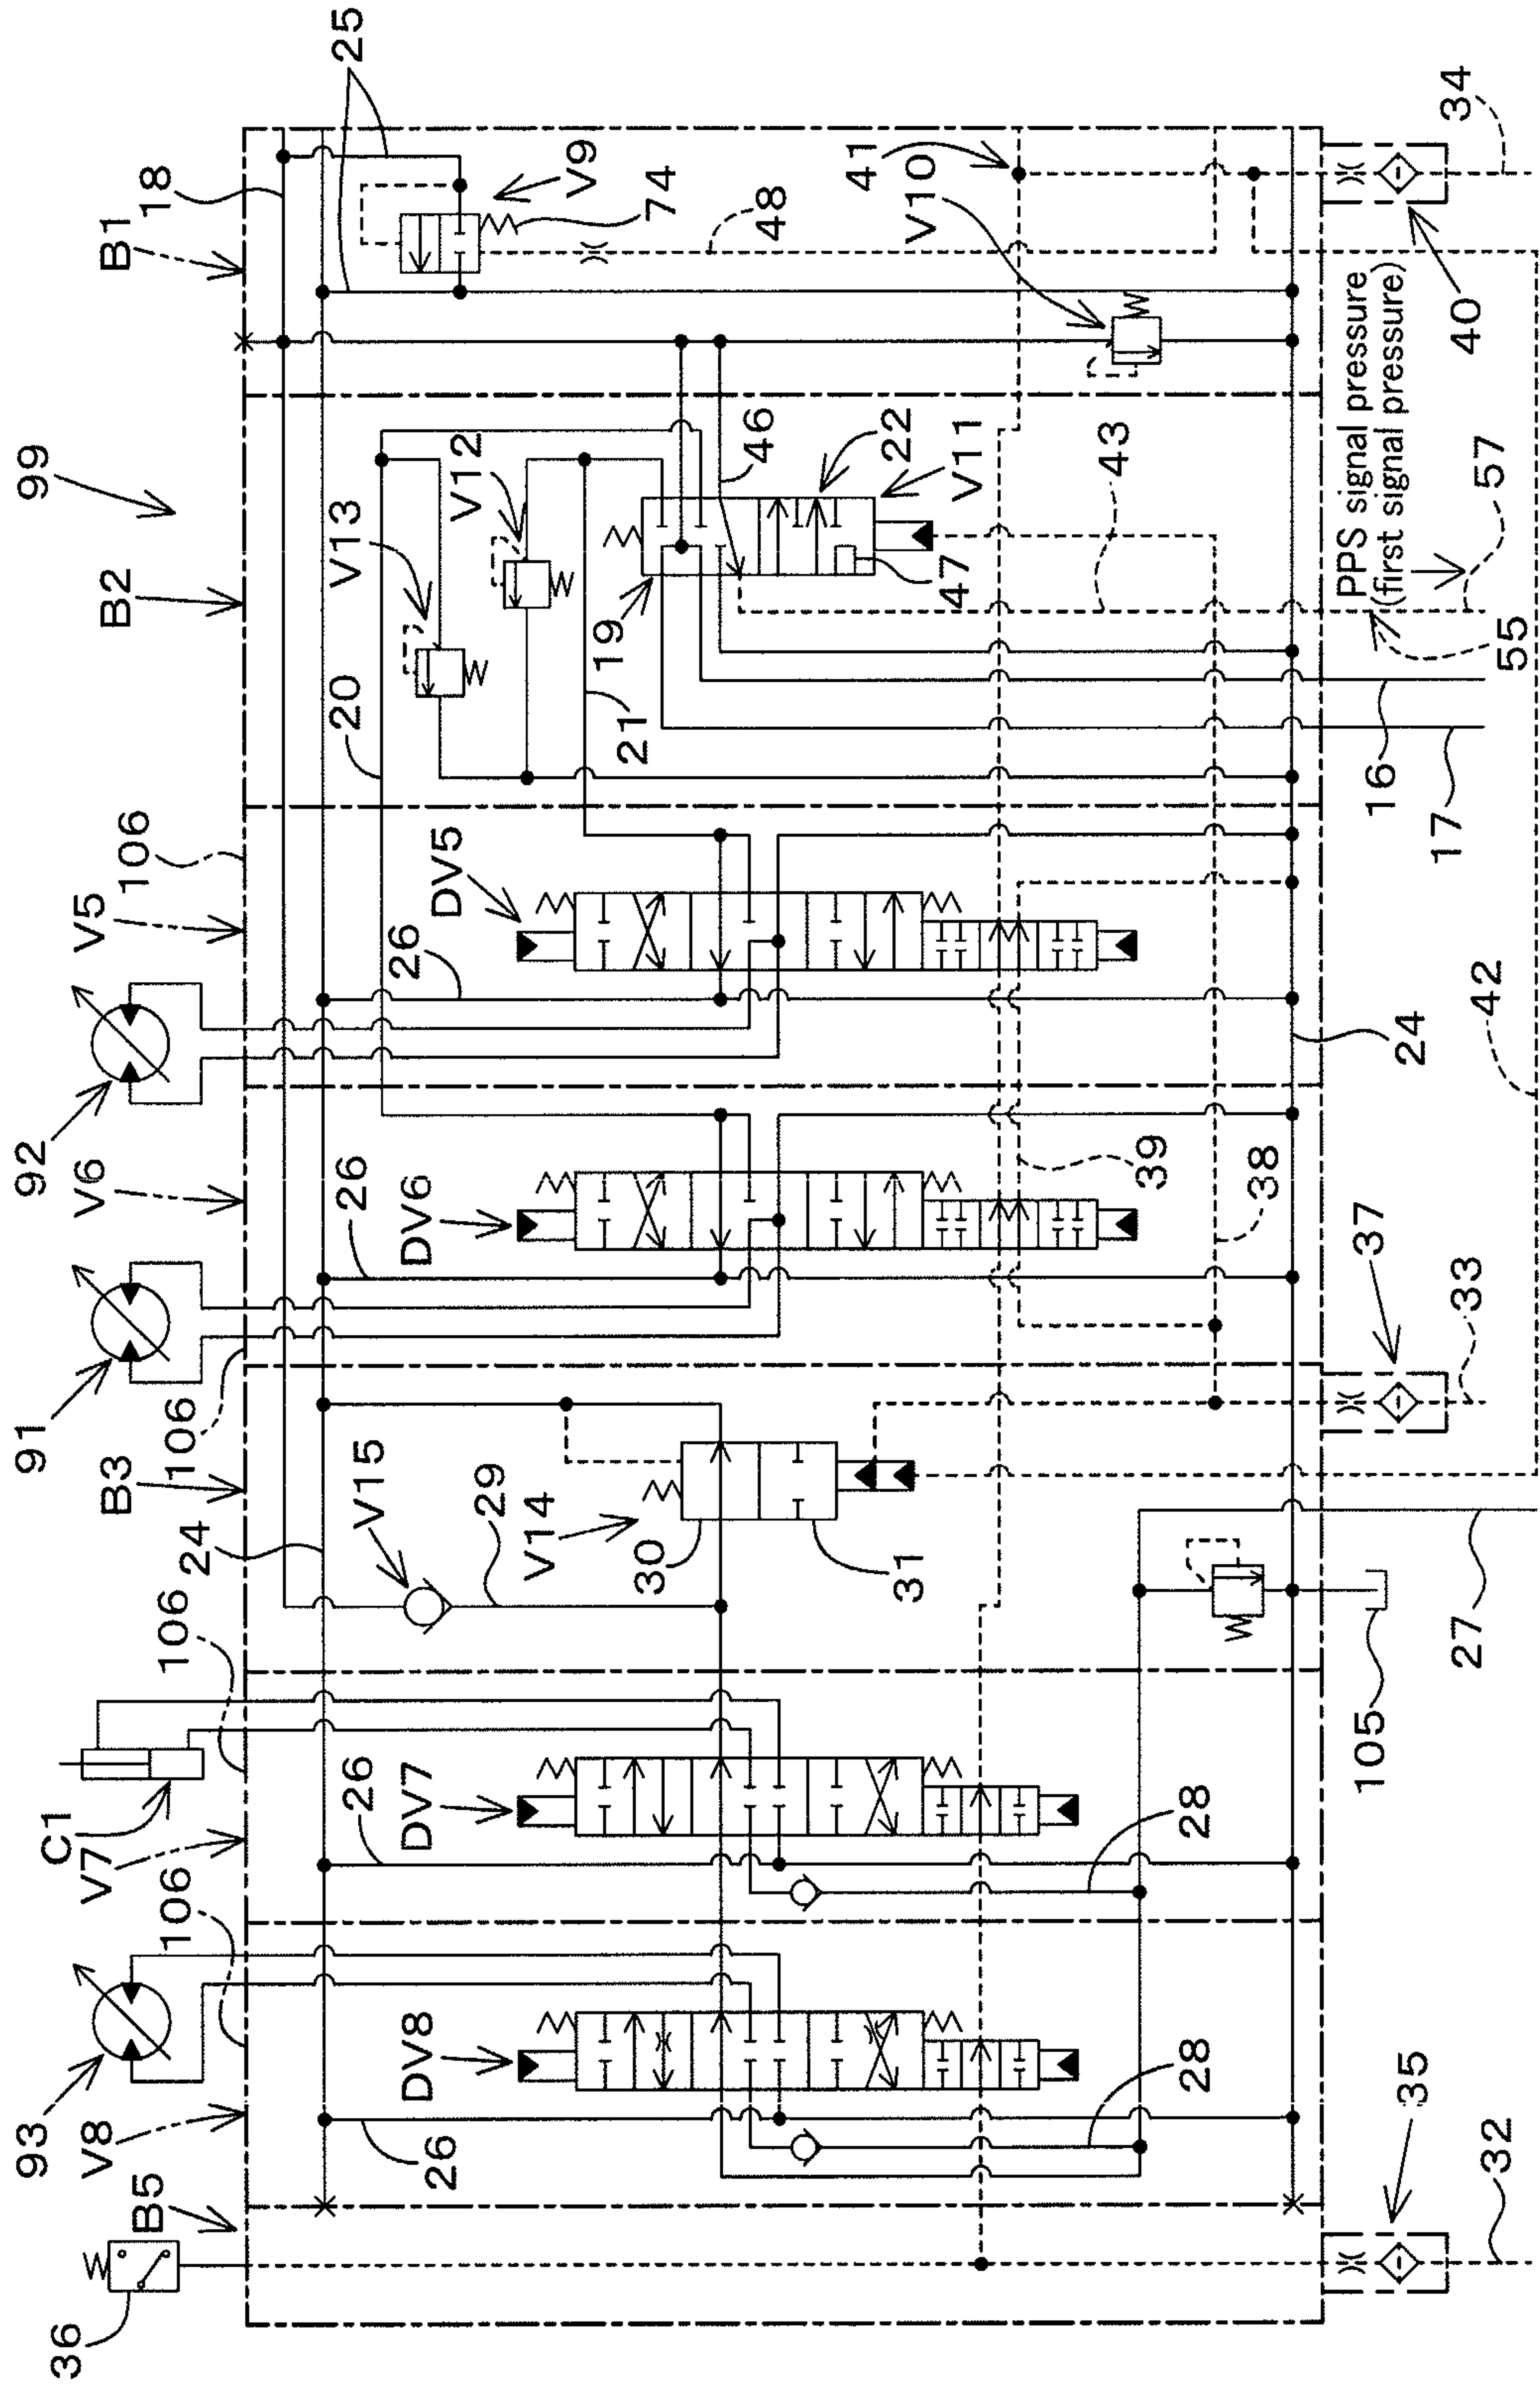 99
B1
18
25
V9
74
48
41
V10
34
40
B2
V13
V12
46
22
V11
43
PPS signal pressure
(first signal pressure)
57
55
20
19
47
21
16
17
V5
106
DV5
26
92
24
42
V6
26
DV6
39
38
91
106
B3
37
33
24
V15
29
V14
30
31
27
105
106
C1
V7
26
DV7
28
106
93
V8
DV8
26
28
B5
35
32
36